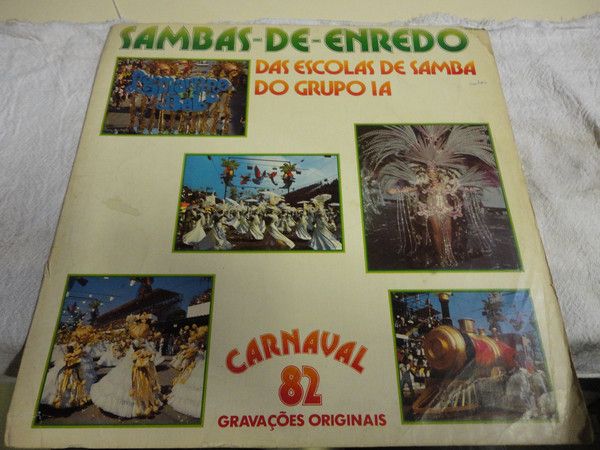 SAMBAS-DE-ENREDO
DAS ESCOLAS DE SAMBA
DO GRUPO 1A
CARNAVAL
82
GRAVAÇÕES ORIGINAIS